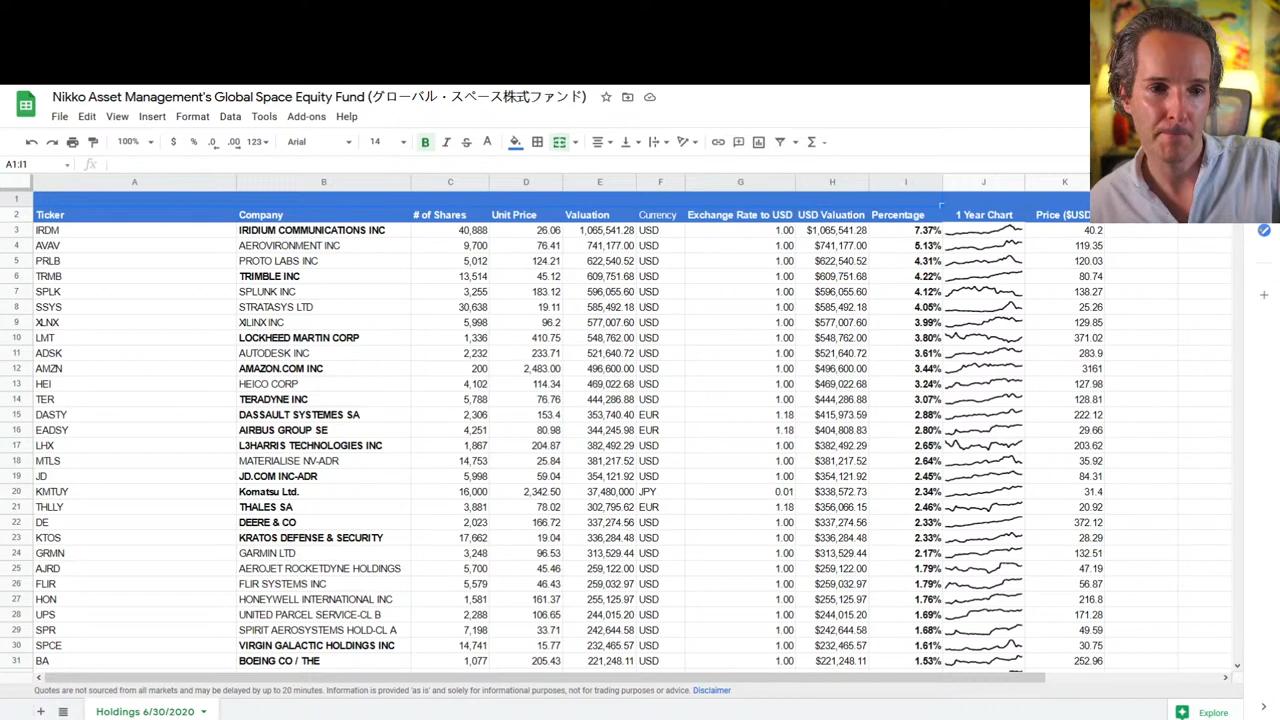 Nikko Asset Management's Global Space Equity Fund (グローバル・スペース株式ファンド)
File Edit View Insert Format Data Tools Add-ons Help
100% $ % .0 .00 123 Arial 14 B I S A
A1:I1 fx
A B C D E F G H I J K
1
2 Ticker Company # of Shares Unit Price Valuation Currency Exchange Rate to USD USD Valuation Percentage 1 Year Chart Price ($USD
3 IRDM IRIDIUM COMMUNICATIONS INC 40,888 26.06 1,065,541.28 USD 1.00 $1,065,541.28 7.37% 40.2
4 AVAV AEROVIRONMENT INC 9,700 76.41 741,177.00 USD 1.00 $741,177.00 5.13% 119.35
5 PRLB PROTO LABS INC 5,012 124.21 622,540.52 USD 1.00 $622,540.52 4.31% 120.03
6 TRMB TRIMBLE INC 13,514 45.12 609,751.68 USD 1.00 $609,751.68 4.22% 80.74
7 SPLK SPLUNK INC 3,255 183.12 596,055.60 USD 1.00 $596,055.60 4.12% 138.27
8 SSYS STRATASYS LTD 30,638 19.11 585,492.18 USD 1.00 $585,492.18 4.05% 25.26
9 XLNX XILINX INC 5,998 96.2 577,007.60 USD 1.00 $577,007.60 3.99% 129.85
10 LMT LOCKHEED MARTIN CORP 1,336 410.75 548,762.00 USD 1.00 $548,762.00 3.80% 371.02
11 ADSK AUTODESK INC 2,232 233.71 521,640.72 USD 1.00 $521,640.72 3.61% 283.9
12 AMZN AMAZON.COM INC 200 2,483.00 496,600.00 USD 1.00 $496,600.00 3.44% 3161
13 HEI HEICO CORP 4,102 114.34 469,022.68 USD 1.00 $469,022.68 3.24% 127.98
14 TER TERADYNE INC 5,788 76.76 444,286.88 USD 1.00 $444,286.88 3.07% 128.81
15 DASTY DASSAULT SYSTEMES SA 2,306 153.4 353,740.40 EUR 1.18 $415,973.59 2.88% 222.12
16 EADSY AIRBUS GROUP SE 4,251 80.98 344,245.98 EUR 1.18 $404,808.83 2.80% 29.66
17 LHX L3HARRIS TECHNOLOGIES INC 1,867 204.87 382,492.29 USD 1.00 $382,492.29 2.65% 203.62
18 MTLS MATERIALISE NV-ADR 14,753 25.84 381,217.52 USD 1.00 $381,217.52 2.64% 35.92
19 JD JD.COM INC-ADR 5,998 59.04 354,121.92 USD 1.00 $354,121.92 2.45% 84.31
20 KMTUY Komatsu Ltd. 16,000 2,342.50 37,480,000 JPY 0.01 $338,572.73 2.34% 31.4
21 THLLY THALES SA 3,881 78.02 302,795.62 EUR 1.18 $356,066.15 2.46% 20.92
22 DE DEERE & CO 2,023 166.72 337,274.56 USD 1.00 $337,274.56 2.33% 372.12
23 KTOS KRATOS DEFENSE & SECURITY 17,662 19.04 336,284.48 USD 1.00 $336,284.48 2.33% 28.29
24 GRMN GARMIN LTD 3,248 96.53 313,529.44 USD 1.00 $313,529.44 2.17% 132.51
25 AJRD AEROJET ROCKETDYNE HOLDINGS 5,700 45.46 259,122.00 USD 1.00 $259,122.00 1.79% 47.19
26 FLIR FLIR SYSTEMS INC 5,579 46.43 259,032.97 USD 1.00 $259,032.97 1.79% 56.87
27 HON HONEYWELL INTERNATIONAL INC 1,581 161.37 255,125.97 USD 1.00 $255,125.97 1.76% 216.8
28 UPS UNITED PARCEL SERVICE-CL B 2,288 106.65 244,015.20 USD 1.00 $244,015.20 1.69% 171.28
29 SPR SPIRIT AEROSYSTEMS HOLD-CL A 7,198 33.71 242,644.58 USD 1.00 $242,644.58 1.68% 49.59
30 SPCE VIRGIN GALACTIC HOLDINGS INC 14,741 15.77 232,465.57 USD 1.00 $232,465.57 1.61% 30.75
31 BA BOEING CO / THE 1,077 205.43 221,248.11 USD 1.00 $221,248.11 1.53% 252.96
Quotes are not sourced from all markets and may be delayed by up to 20 minutes. Information is provided 'as is' and solely for informational purposes, not for trading purposes or advice. Disclaimer
Holdings 6/30/2020 Explore